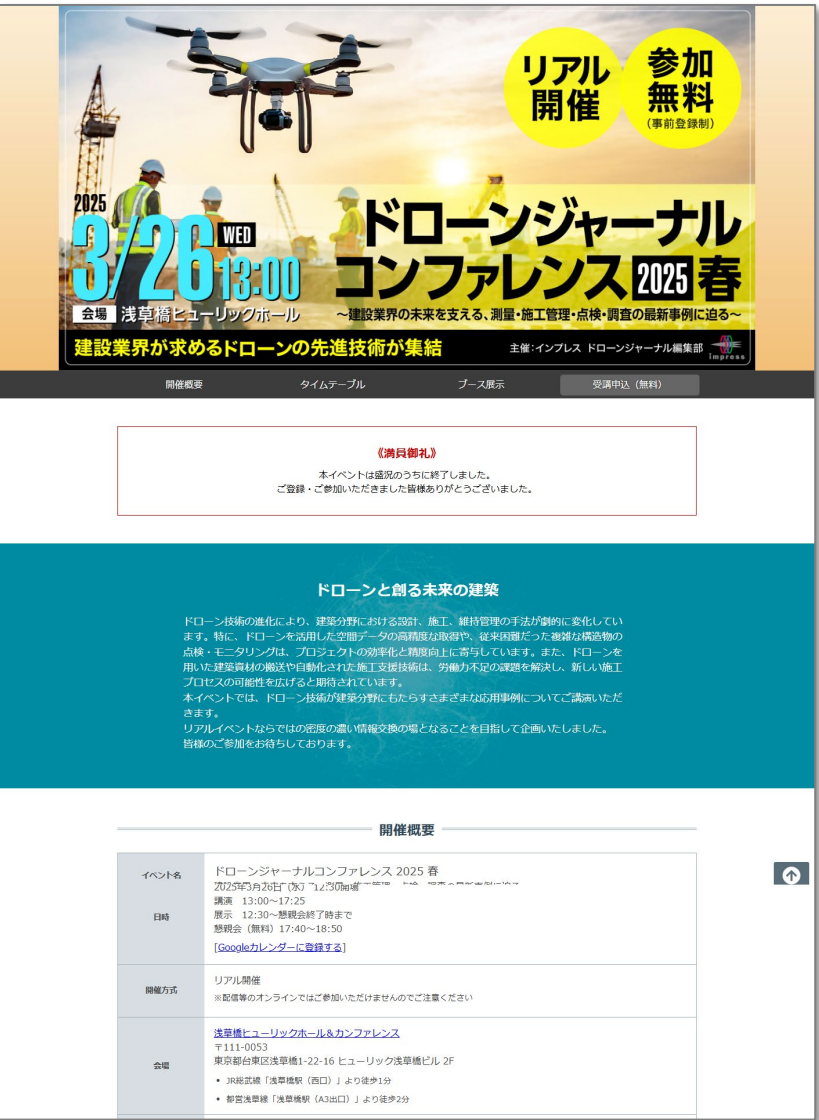 リアル
開催
参加
無料
(事前登録制)
2025
3/26 WED 13:00
会場 浅草橋ヒューリックホール
ドローンジャーナル
コンファレンス 2025 春
～建設業界の未来を支える、測量・施工管理・点検・調査の最新事例に迫る～
建設業界が求めるドローンの先進技術が集結
主催：インプレス ドローンジャーナル編集部
impress
開催概要 タイムテーブル ブース展示 受講申込（無料）
《満員御礼》
本イベントは盛況のうちに終了しました。
ご登録・ご参加いただきました皆様ありがとうございました。
ドローンと創る未来の建築
ドローン技術の進化により、建築分野における設計、施工、維持管理の手法が劇的に変化してい
ます。特に、ドローンを活用した空間データの高精度な取得や、従来困難だった複雑な構造物の
点検・モニタリングは、プロジェクトの効率化と精度向上に寄与しています。また、ドローンを
用いた建築資材の搬送や自動化された施工支援技術は、労働力不足の課題を解決し、新しい施工
プロセスの可能性を広げると期待されています。
本イベントでは、ドローン技術が建築分野にもたらすさまざまな応用事例についてご講演いただ
きます。
リアルイベントならではの密度の濃い情報交換の場となることを目指して企画いたしました。
皆様のご参加をお待ちしております。
開催概要
イベント名
ドローンジャーナルコンファレンス 2025 春
日時
2025年3月26日（水） 12:30開場
講演 13:00～17:25
展示 12:30～懇親会終了時まで
懇親会（無料）17:40～18:50
[Googleカレンダーに登録する]
開催方式
リアル開催
※配信等のオンラインではご参加いただけませんのでご注意ください
会場
浅草橋ヒューリックホール＆カンファレンス
〒111-0053
東京都台東区浅草橋1-22-16 ヒューリック浅草橋ビル 2F
• JR総武線「浅草橋駅（西口）」より徒歩1分
• 都営浅草線「浅草橋駅（A3出口）」より徒歩2分